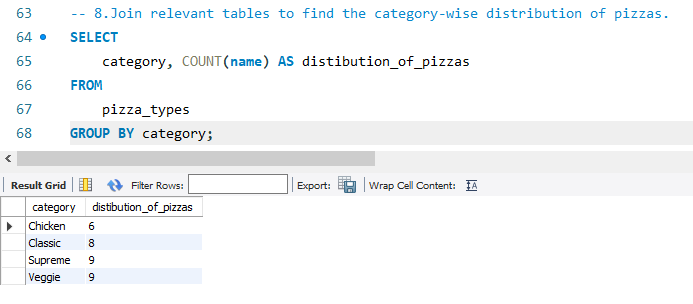 63 -- 8.Join relevant tables to find the category-wise distribution of pizzas.
64 SELECT
65 category, COUNT(name) AS distibution_of_pizzas
66 FROM
67 pizza_types
68 GROUP BY category;
Result Grid Filter Rows: Export: Wrap Cell Content: IA
category distibution_of_pizzas
Chicken 6
Classic 8
Supreme 9
Veggie 9